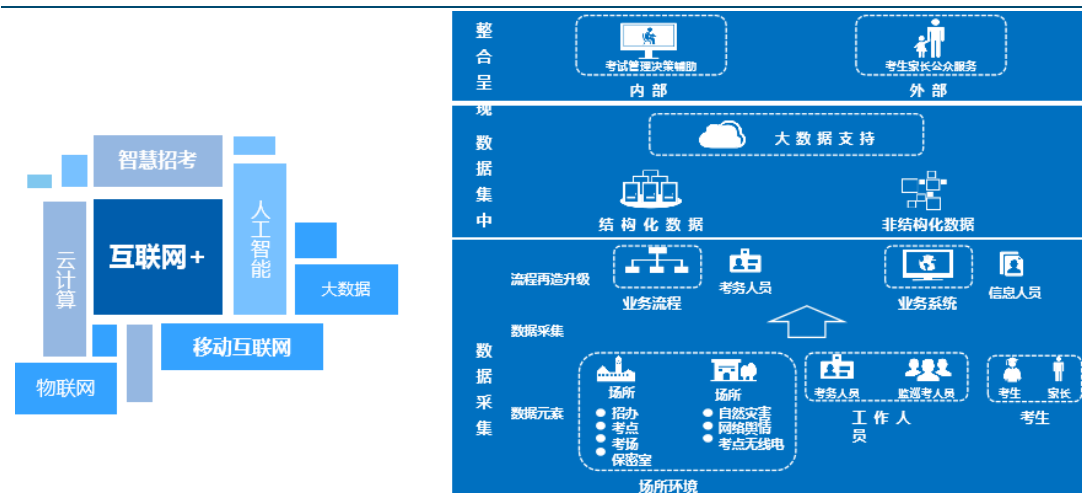 智慧招考
互联网+
云计算
人工智能
大数据
移动互联网
物联网
整合呈现
考试管理决策辅助
内部
考生家长公众服务
外部
数据集中
大数据支持
结构化数据
非结构化数据
数据采集
流程再造升级
业务流程
考务人员
业务系统
信息人员
数据采集
数据元素
场所
招办
考点
考场
保密室
场所
自然灾害
网络舆情
考点无线电
场所环境
考务人员
监巡考人员
工作人
员
考生
家长
考生